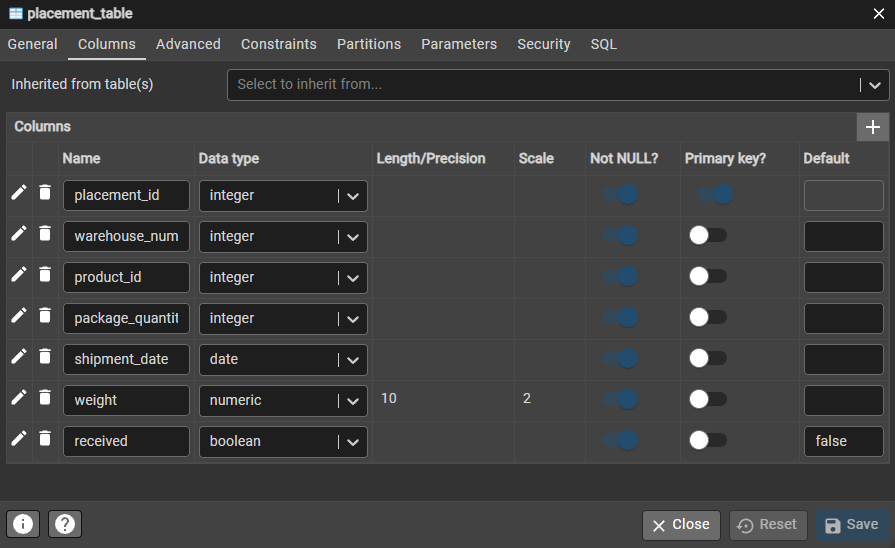 placement_table
General Columns Advanced Constraints Partitions Parameters Security SQL
Inherited from table(s) Select to inherit from...
Columns
Name Data type Length/Precision Scale Not NULL? Primary key? Default
placement_id integer
warehouse_num integer
product_id integer
package_quantit integer
shipment_date date
weight numeric 10 2
received boolean false
Close Reset Save